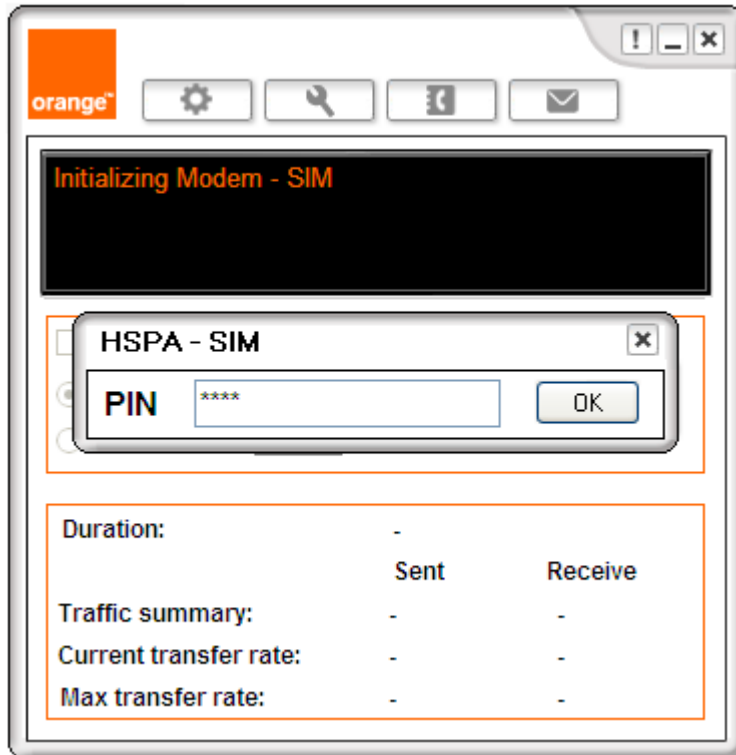 !
orange™
Initializing Modem - SIM
HSPA - SIM
PIN **** OK
Duration: -
Sent Receive
Traffic summary: - -
Current transfer rate: - -
Max transfer rate: - -